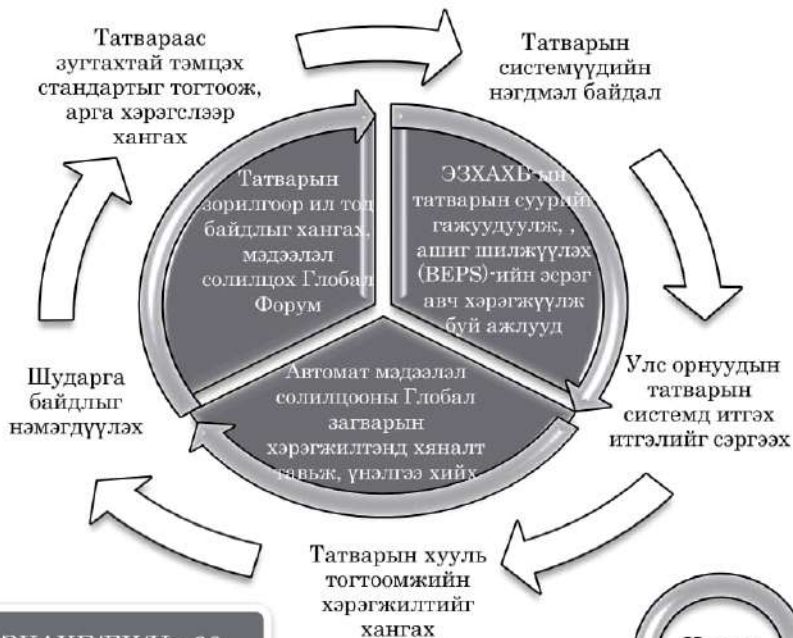 Татвараас
зугтахтай тэмцэх
стандартыг тогтоож,
арга хэрэгслээр
хангах
Татварын
системүүдийн
нэгдмэл байдал
Татварын
зорилгоор ил тод
байдлыг хангах,
мэдээлэл
солилцох Глобал
Форум
ЭЗХАХБ-ын
татварын суурийг
гажуудуулж, ,
ашиг шилжүүлэх
(BEPS)-ийн эсрэг
авч хэрэгжүүлж
буй ажлууд
Автомат мэдээлэл
солилцооны Глобал
загварын
хэрэгжилтэнд хяналт
тавьж, үнэлгээ хийх
Шударга
байдлыг
нэмэгдүүлэх
Улс орнуудын
татварын
системд итгэх
итгэлийг сэргээх
Татварын хууль
тогтоомжийн
хэрэгжилтийг
хангах